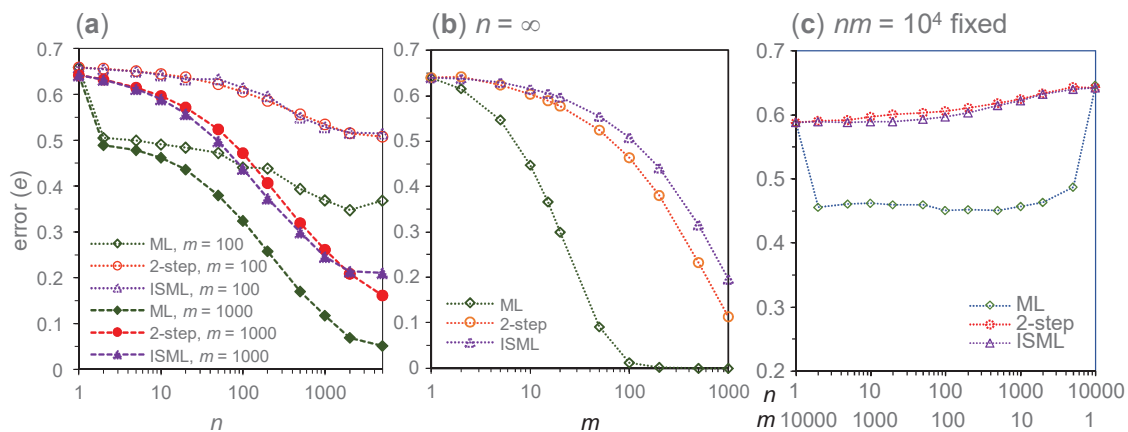 (a)
(b) n = ∞
(c) nm = 10⁴ fixed
error (e)
0.7
0.6
0.5
0.4
0.3
0.2
0.1
0
ML, m = 100
2-step, m = 100
ISML, m = 100
ML, m = 1000
2-step, m = 1000
ISML, m = 1000
1 10 100 1000
n
0.7
0.6
0.5
0.4
0.3
0.2
0.1
0
ML
2-step
ISML
1 10 100 1000
m
0.7
0.6
0.5
0.4
0.3
0.2
ML
2-step
ISML
1 10 100 1000 10000
n
m 10000 1000 100 10 1